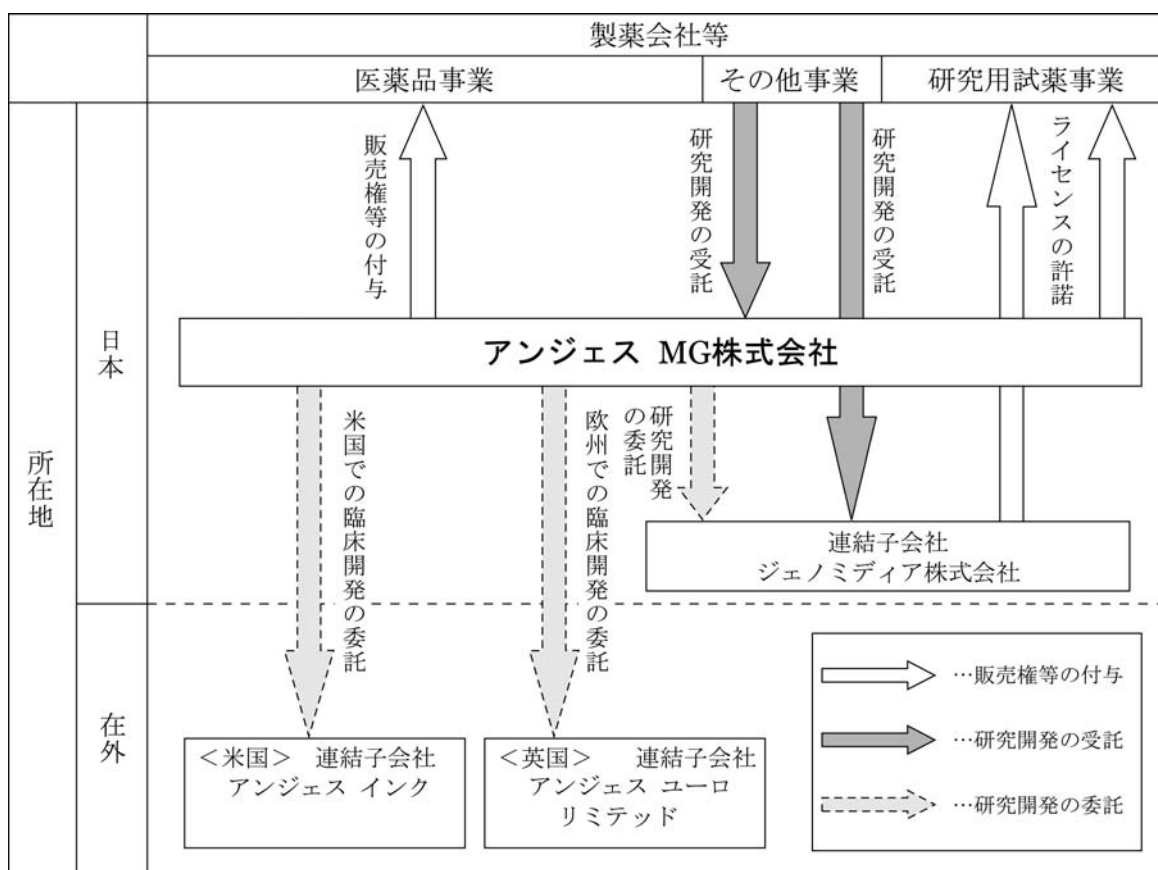 製薬会社等
医薬品事業
その他事業
研究用試薬事業
所在地
日本
在外
販売権等の付与
研究開発の受託
研究開発の受託
ライセンスの許諾
アンジェス MG株式会社
米国での臨床開発の委託
欧州での臨床開発の委託
研究開発
の委託
連結子会社
ジェノミディア株式会社
＜米国＞ 連結子会社
アンジェス インク
＜英国＞ 連結子会社
アンジェス ユーロ
リミテッド
…販売権等の付与
…研究開発の受託
…研究開発の委託